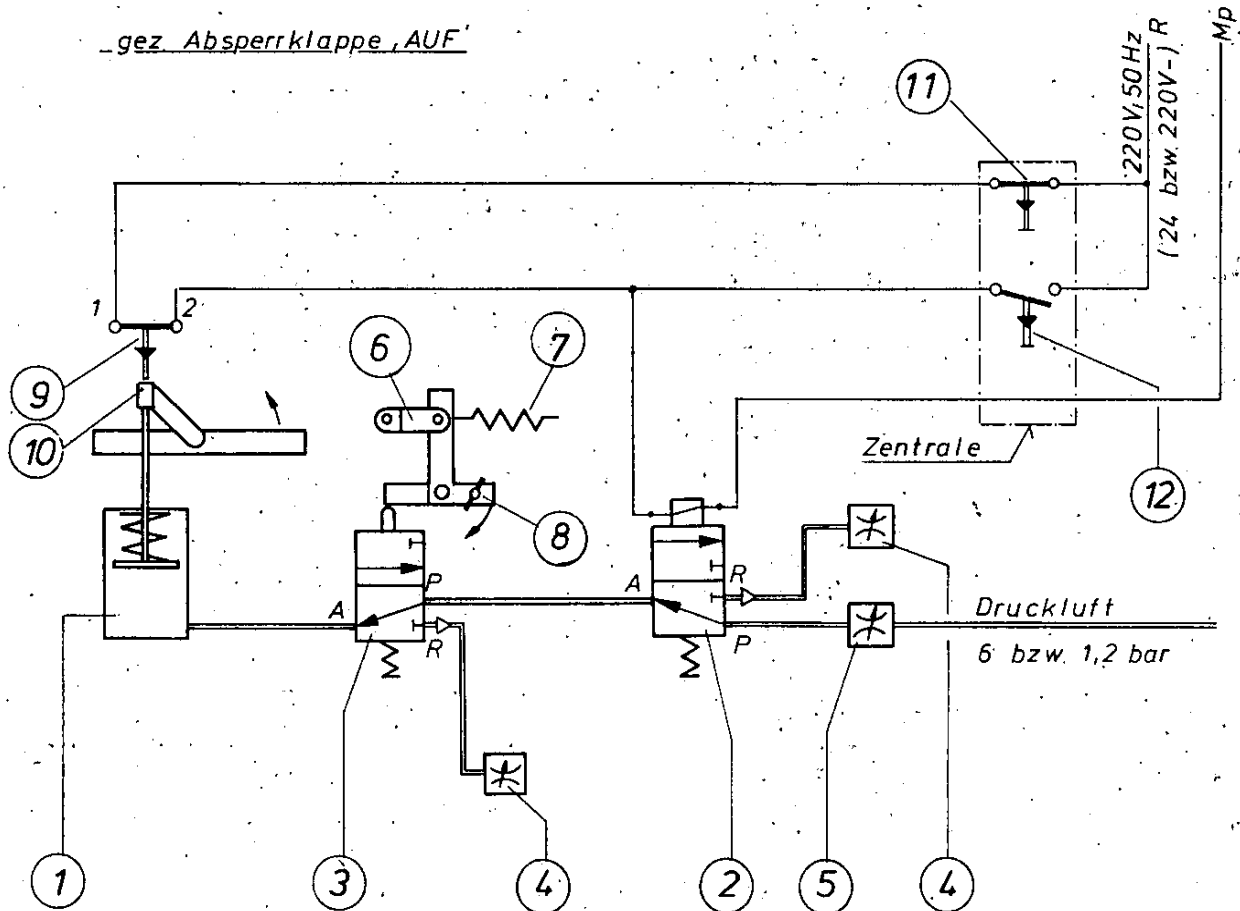 gez. Absperrklappe ‚AUF'
11
220V, 50Hz
(24 bzw. 220V-)
R
Mp
1
2
9
6
7
10
Zentrale
12
8
A
P
R
A
R
P
Druckluft
6 bzw. 1,2 bar
1
3
4
2
5
4